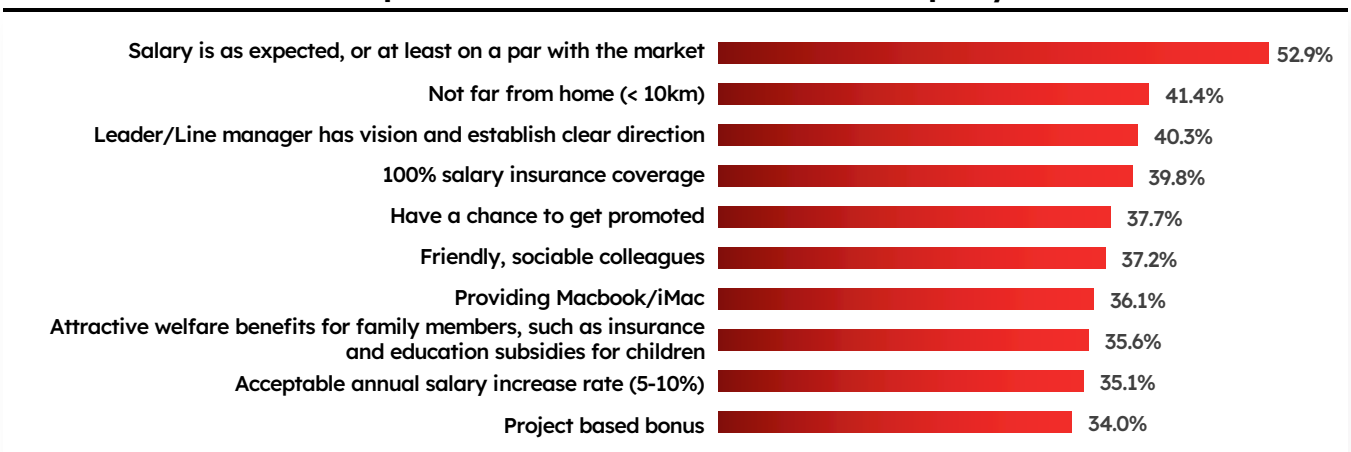 Salary is as expected, or at least on a par with the market 52.9%
Not far from home (< 10km) 41.4%
Leader/Line manager has vision and establish clear direction 40.3%
100% salary insurance coverage 39.8%
Have a chance to get promoted 37.7%
Friendly, sociable colleagues 37.2%
Providing Macbook/iMac 36.1%
Attractive welfare benefits for family members, such as insurance
and education subsidies for children 35.6%
Acceptable annual salary increase rate (5-10%) 35.1%
Project based bonus 34.0%